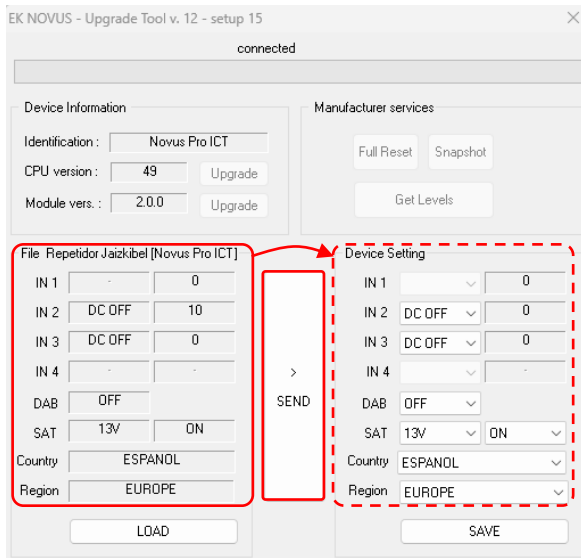 EK NOVUS - Upgrade Tool v. 12 - setup 15
connected
Device Information
Identification : Novus Pro ICT
CPU version : 49 Upgrade
Module vers. : 2.0.0 Upgrade
Manufacturer services
Full Reset Snapshot
Get Levels
File Repetidor Jaizkibel [Novus Pro ICT]
IN 1 - 0
IN 2 DC OFF 10
IN 3 DC OFF 0
IN 4 - -
DAB OFF
SAT 13V ON
Country ESPANOL
Region EUROPE
LOAD
>
SEND
Device Setting
IN 1 0
IN 2 DC OFF 0
IN 3 DC OFF 0
IN 4 -
DAB OFF
SAT 13V ON
Country ESPANOL
Region EUROPE
SAVE